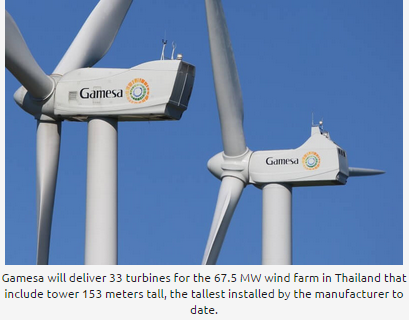 Gamesa
Gamesa
Gamesa will deliver 33 turbines for the 67.5 MW wind farm in Thailand that
include tower 153 meters tall, the tallest installed by the manufacturer to
date.